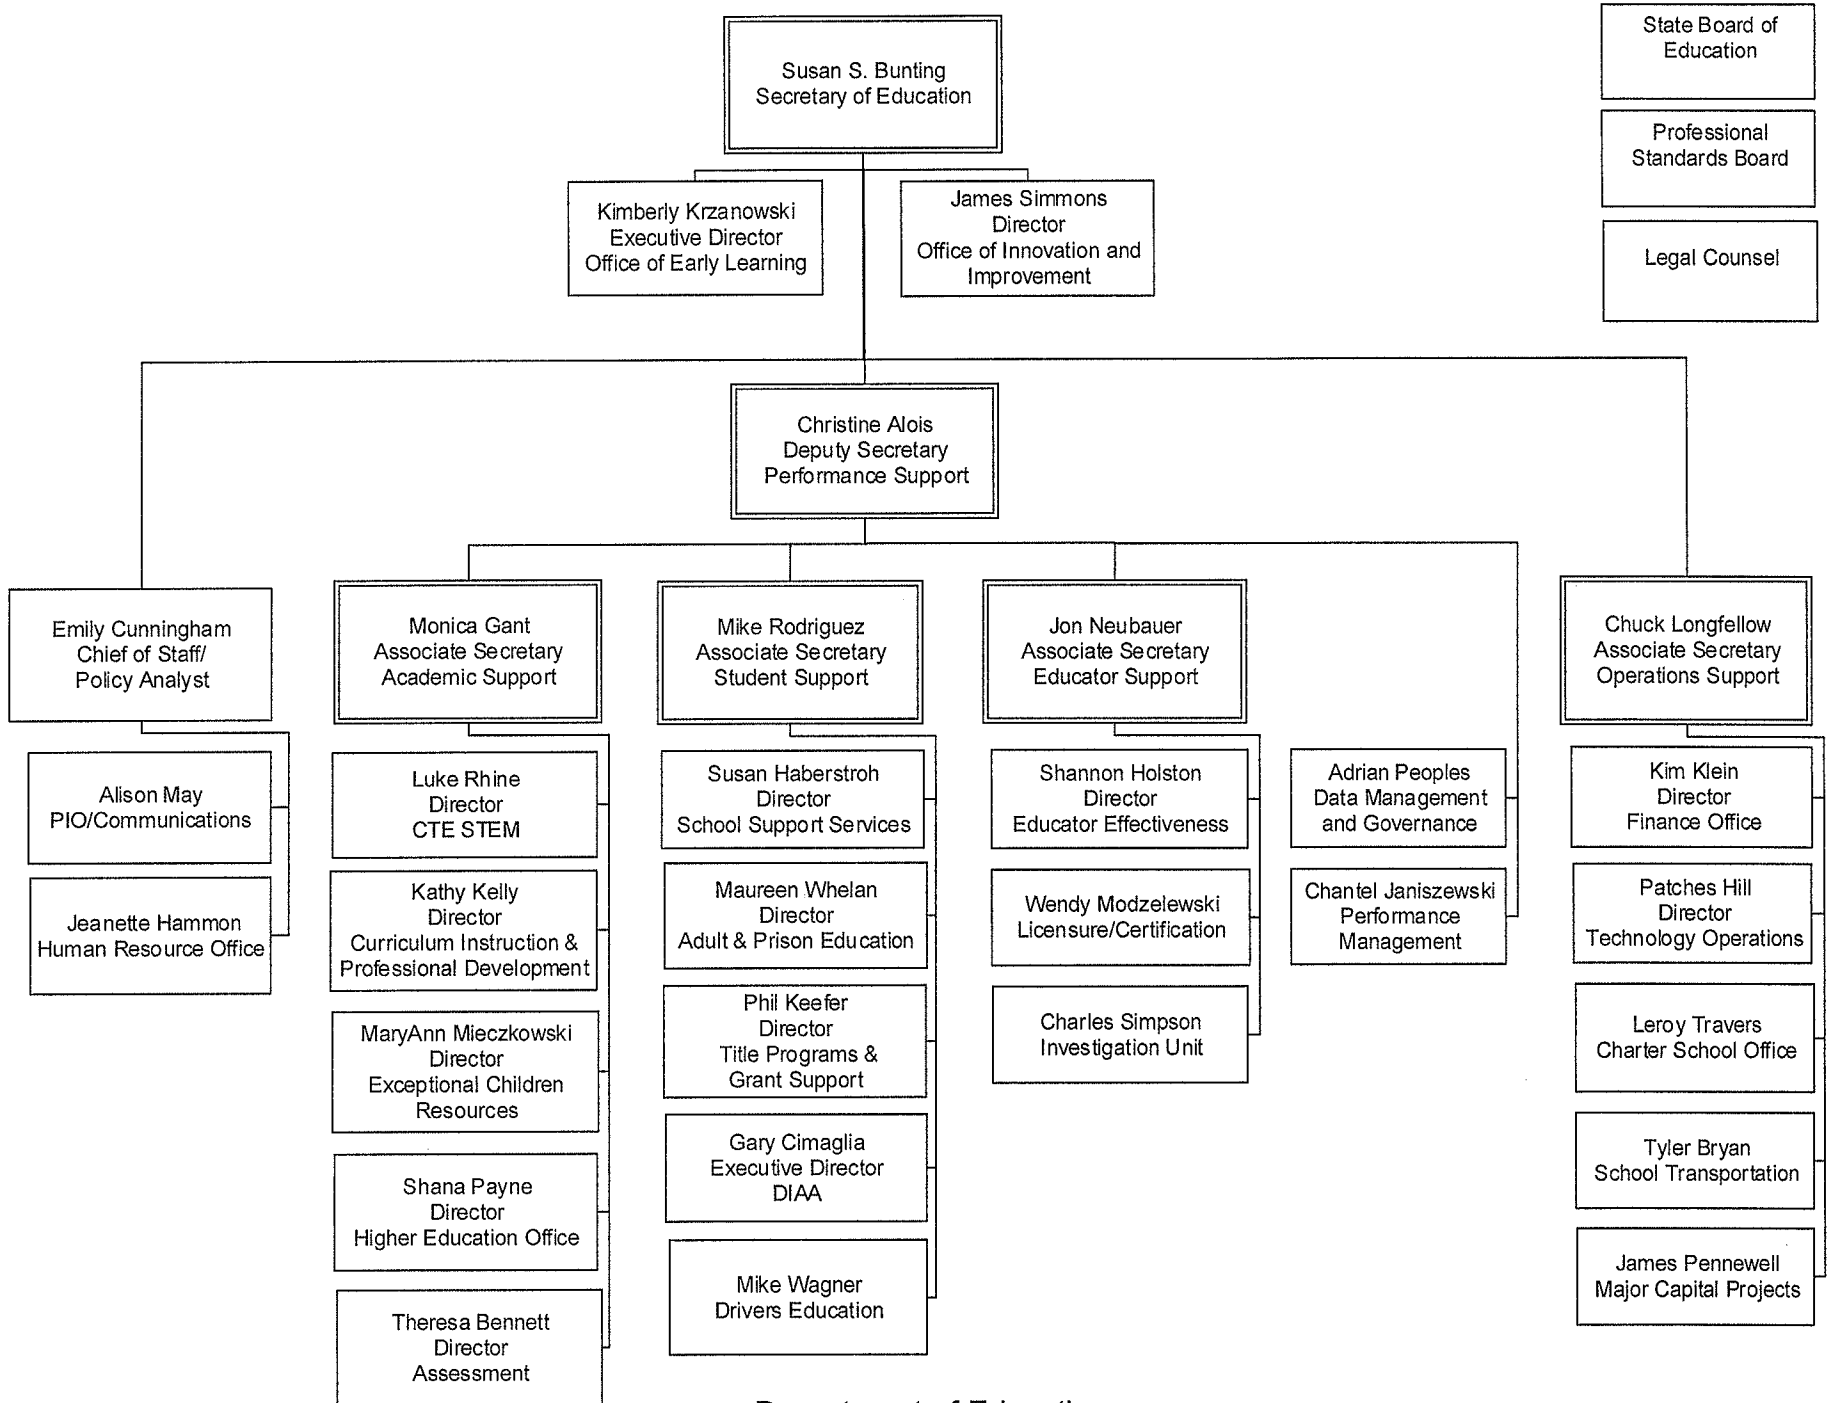 Susan S. Bunting
Secretary of Education
State Board of
Education
Professional
Standards Board
Legal Counsel
Kimberly Krzanowski
Executive Director
Office of Early Learning
James Simmons
Director
Office of Innovation and
Improvement
Christine Alois
Deputy Secretary
Performance Support
Emily Cunningham
Chief of Staff/
Policy Analyst
Alison May
PIO/Communications
Jeanette Hammon
Human Resource Office
Monica Gant
Associate Secretary
Academic Support
Luke Rhine
Director
CTE STEM
Kathy Kelly
Director
Curriculum Instruction &
Professional Development
MaryAnn Mieczkowski
Director
Exceptional Children
Resources
Shana Payne
Director
Higher Education Office
Theresa Bennett
Director
Assessment
Mike Rodriguez
Associate Secretary
Student Support
Susan Haberstroh
Director
School Support Services
Maureen Whelan
Director
Adult & Prison Education
Phil Keefer
Director
Title Programs &
Grant Support
Gary Cimaglia
Executive Director
DIAA
Mike Wagner
Drivers Education
Jon Neubauer
Associate Secretary
Educator Support
Shannon Holston
Director
Educator Effectiveness
Wendy Modzelewski
Licensure/Certification
Charles Simpson
Investigation Unit
Adrian Peoples
Data Management
and Governance
Chantel Janiszewski
Performance
Management
Chuck Longfellow
Associate Secretary
Operations Support
Kim Klein
Director
Finance Office
Patches Hill
Director
Technology Operations
Leroy Travers
Charter School Office
Tyler Bryan
School Transportation
James Pennewell
Major Capital Projects